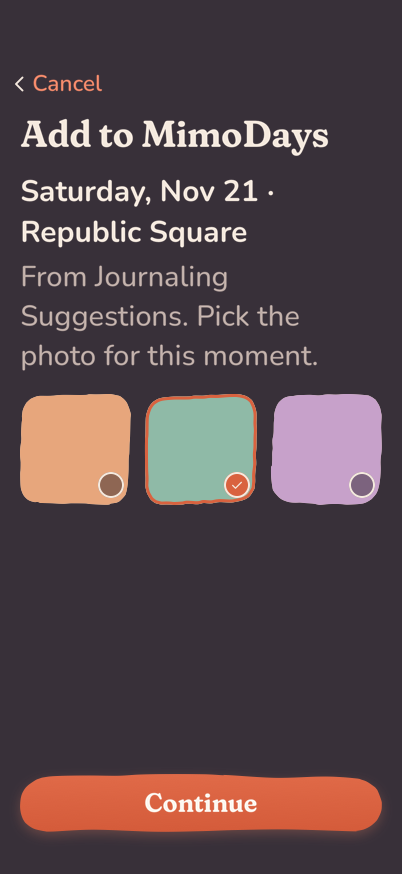 Cancel
Add to MimoDays
Saturday, Nov 21 ·
Republic Square
From Journaling
Suggestions. Pick the
photo for this moment.
Continue